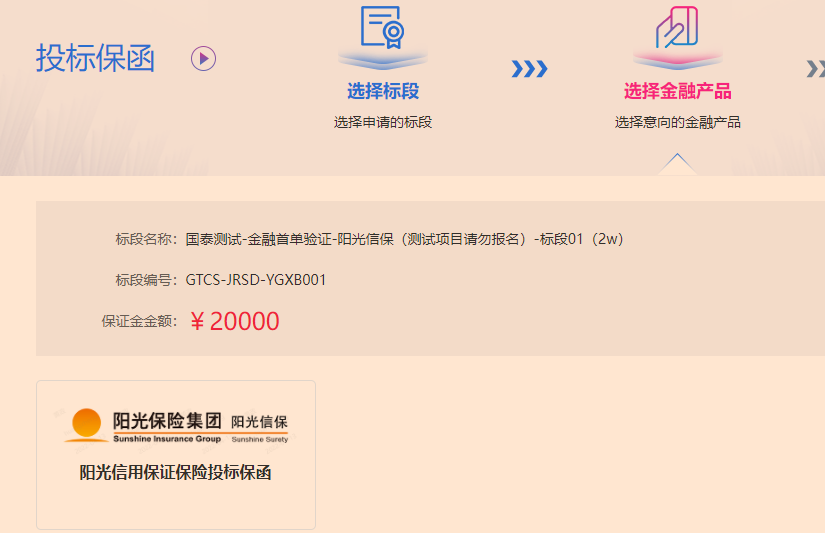 投标保函
选择标段
选择申请的标段
选择金融产品
选择意向的金融产品
标段名称：国泰测试-金融首单验证-阳光信保（测试项目请勿报名）-标段01（2w）
标段编号：GTCS-JRSD-YGXB001
保证金金额：￥20000
阳光保险集团 阳光信保
Sunshine Insurance Group Sunshine Surety
阳光信用保证保险投标保函